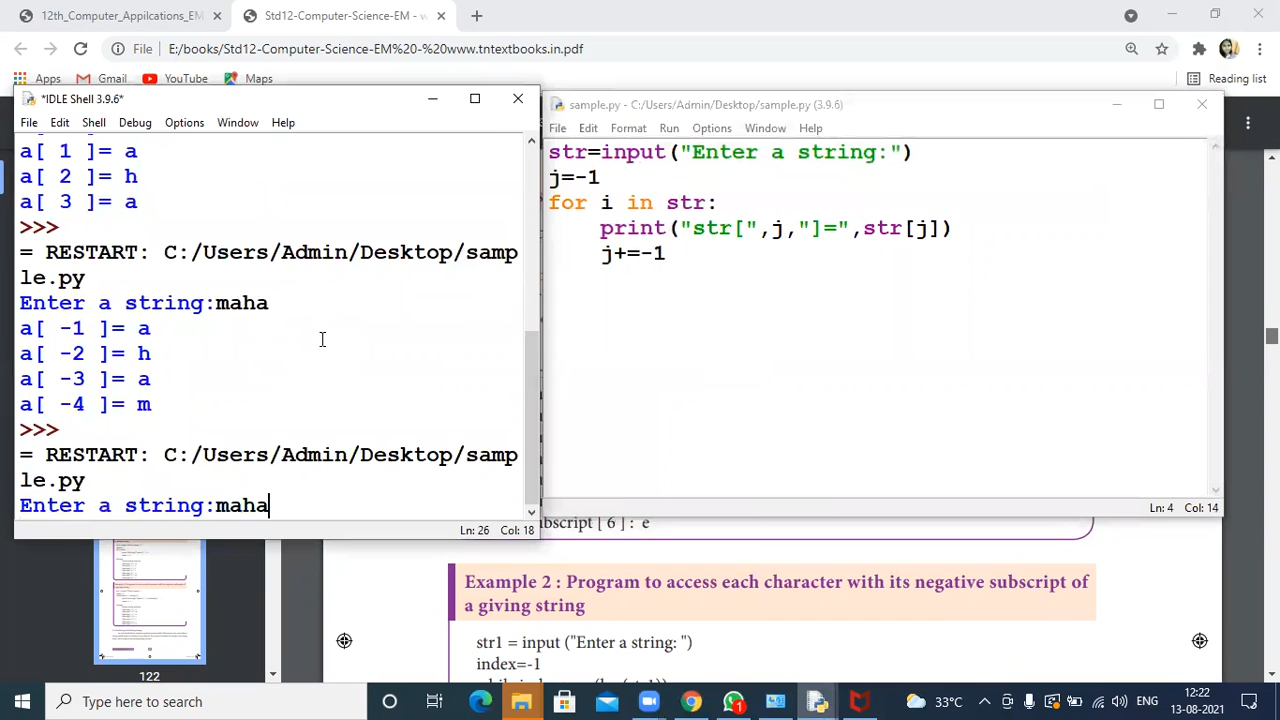 12th_Computer_Applications_EM
Std12-Computer-Science-EM - w
File
E:/books/Std12-Computer-Science-EM%20-%20www.tntextbooks.in.pdf
Apps
Gmail
YouTube
Maps
Reading list
*IDLE Shell 3.9.6*
File Edit Shell Debug Options Window Help
a[ 1 ]= a
a[ 2 ]= h
a[ 3 ]= a
>>>
= RESTART: C:/Users/Admin/Desktop/samp
le.py
Enter a string:maha
a[ -1 ]= a
a[ -2 ]= h
a[ -3 ]= a
a[ -4 ]= m
>>>
= RESTART: C:/Users/Admin/Desktop/samp
le.py
Enter a string:maha
Ln: 26 Col: 18
sample.py - C:/Users/Admin/Desktop/sample.py (3.9.6)
File Edit Format Run Options Window Help
str=input("Enter a string:")
j=-1
for i in str:
print("str[",j,"]=",str[j])
j+=-1
Ln: 4 Col: 14
ubscript [ 6 ] : e
Example 2 : Program to access each character with its negative subscript of
a giving string
str1 = input ("Enter a string: ")
index=-1
122
Type here to search
1
33°C
ENG
12:22
13-08-2021